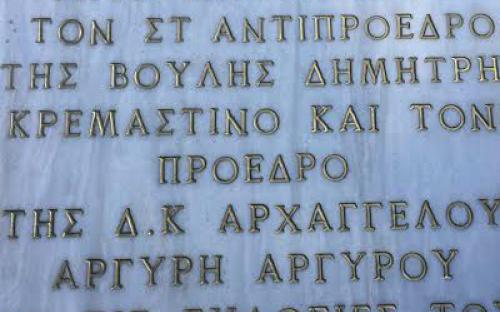 ΤΟΝ ΣΤ ΑΝΤΙΠΡΟΕΔΡΟ
ΤΗΣ ΒΟΥΛΗΣ ΔΗΜΗΤΡΗ
ΚΡΕΜΑΣΤΙΝΟ ΚΑΙ ΤΟΝ
ΠΡΟΕΔΡΟ
ΤΗΣ Δ.Κ ΑΡΧΑΓΓΕΛΟΥ
ΑΡΓΥΡΗ ΑΡΓΥΡΟΥ